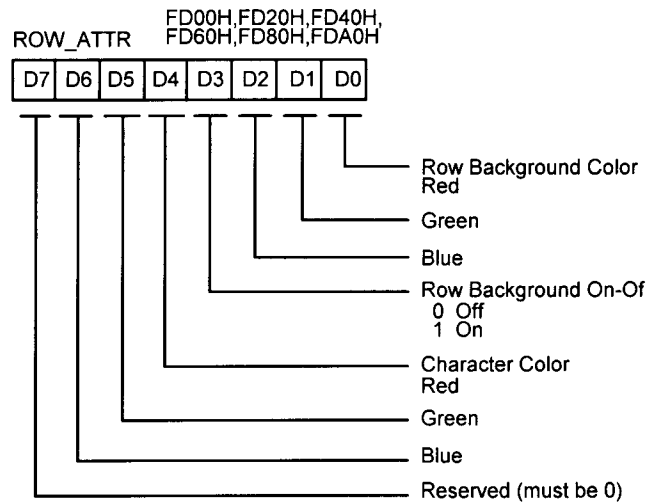 FD00H,FD20H,FD40H,
ROW_ATTR FD60H,FD80H,FDA0H
D7 D6 D5 D4 D3 D2 D1 D0
Row Background Color
Red
Green
Blue
Row Background On-Of
0 Off
1 On
Character Color
Red
Green
Blue
Reserved (must be 0)